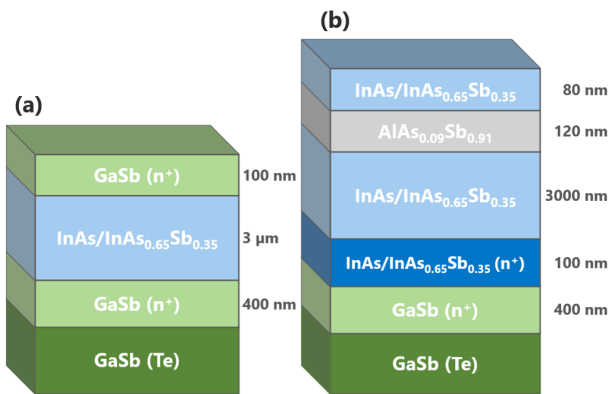 (a)
GaSb (n⁺) 100 nm
InAs/InAs₀.₆₅Sb₀.₃₅ 3 µm
GaSb (n⁺) 400 nm
GaSb (Te)
(b)
InAs/InAs₀.₆₅Sb₀.₃₅ 80 nm
AlAs₀.₀₉Sb₀.₉₁ 120 nm
InAs/InAs₀.₆₅Sb₀.₃₅ 3000 nm
InAs/InAs₀.₆₅Sb₀.₃₅ (n⁺) 100 nm
GaSb (n⁺) 400 nm
GaSb (Te)